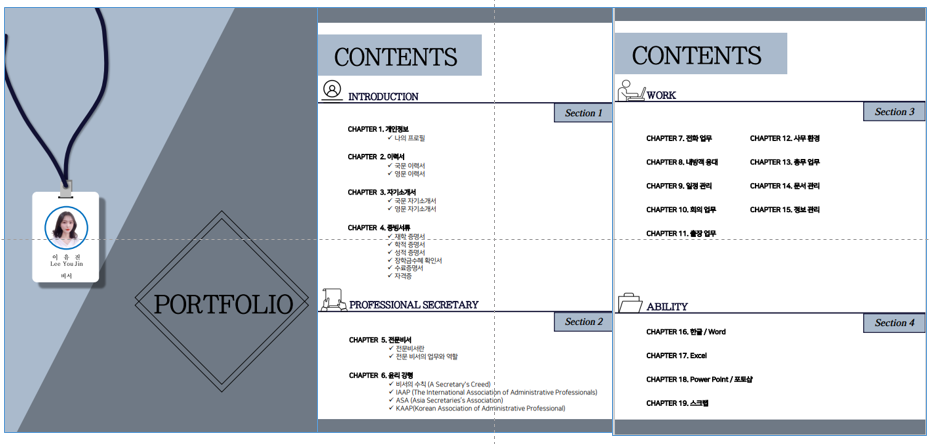 이 유 진
Lee YouJin
비서
PORTFOLIO
CONTENTS
INTRODUCTION
Section 1
CHAPTER 1. 개인정보
✓ 나의 프로필
CHAPTER 2. 이력서
✓ 국문 이력서
✓ 영문 이력서
CHAPTER 3. 자기소개서
✓ 국문 자기소개서
✓ 영문 자기소개서
CHAPTER 4. 증빙서류
✓ 재학 증명서
✓ 학적 증명서
✓ 성적 증명서
✓ 장학금수혜 확인서
✓ 수료증명서
✓ 자격증
PROFESSIONAL SECRETARY
Section 2
CHAPTER 5. 전문비서
✓ 전문비서란
✓ 전문 비서의 업무와 역할
CHAPTER 6. 윤리 강령
✓ 비서의 수칙 (A Secretary's Creed)
✓ IAAP (The International Association of Administrative Professionals)
✓ ASA (Asia Secretaries's Association)
✓ KAAP(Korean Association of Administrative Professional)
CONTENTS
WORK
Section 3
CHAPTER 7. 전화 업무
CHAPTER 8. 내방객 응대
CHAPTER 9. 일정 관리
CHAPTER 10. 회의 업무
CHAPTER 11. 출장 업무
CHAPTER 12. 사무 환경
CHAPTER 13. 총무 업무
CHAPTER 14. 문서 관리
CHAPTER 15. 정보 관리
ABILITY
Section 4
CHAPTER 16. 한글 / Word
CHAPTER 17. Excel
CHAPTER 18. Power Point / 포토샵
CHAPTER 19. 스크랩